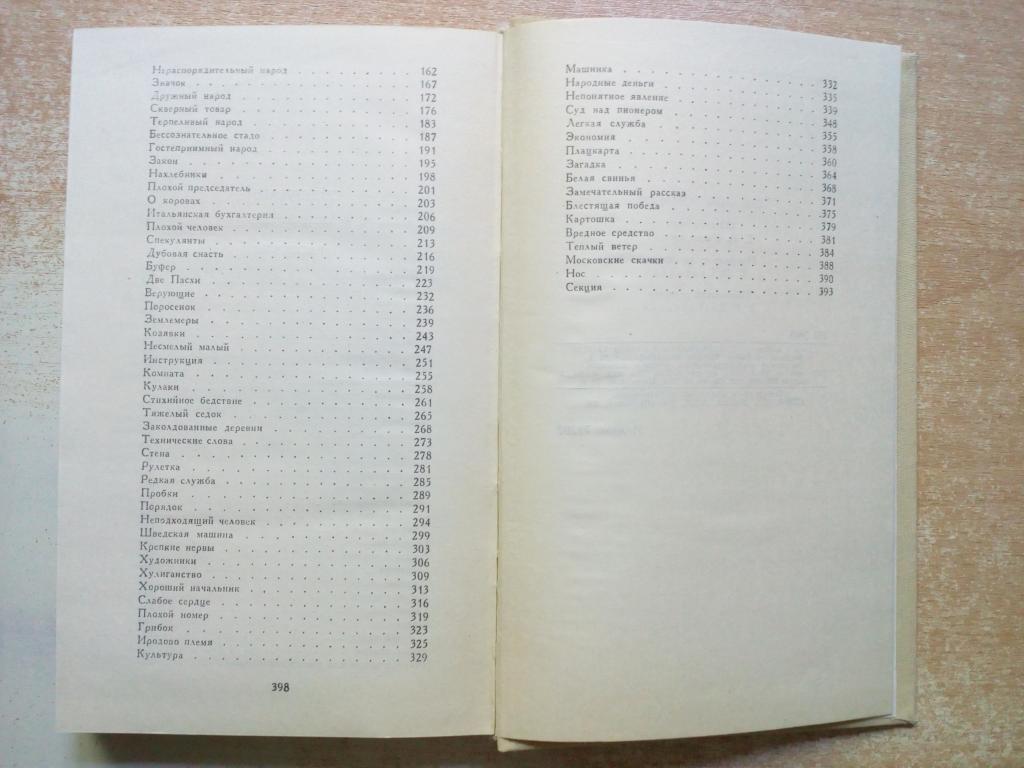 Нераспорядительный народ . . . . . . . . . 162
Значок . . . . . . . . . 167
Дружный народ . . . . . . . . . 172
Скверный товар . . . . . . . . . 176
Терпеливый народ . . . . . . . . . 183
Бессознательное стадо . . . . . . . . . 187
Гостеприимный народ . . . . . . . . . 191
Закон . . . . . . . . . 195
Нахлебники . . . . . . . . . 198
Плохой председатель . . . . . . . . . 201
О коровах . . . . . . . . . 203
Итальянская бухгалтерия . . . . . . . . . 206
Плохой человек . . . . . . . . . 209
Спекулянты . . . . . . . . . 213
Дубовая снасть . . . . . . . . . 216
Буфер . . . . . . . . . 219
Две Пасхи . . . . . . . . . 223
Верующие . . . . . . . . . 232
Поросенок . . . . . . . . . 236
Землемеры . . . . . . . . . 239
Козявки . . . . . . . . . 243
Несмелый малый . . . . . . . . . 247
Инструкция . . . . . . . . . 251
Комната . . . . . . . . . 255
Кулаки . . . . . . . . . 258
Стихийное бедствие . . . . . . . . . 261
Тяжелый седок . . . . . . . . . 265
Заколдованные деревни . . . . . . . . . 268
Технические слова . . . . . . . . . 273
Стена . . . . . . . . . 278
Рулетка . . . . . . . . . 281
Редкая служба . . . . . . . . . 285
Пробки . . . . . . . . . 289
Порядок . . . . . . . . . 291
Неподходящий человек . . . . . . . . . 294
Шведская машина . . . . . . . . . 299
Крепкие нервы . . . . . . . . . 303
Художники . . . . . . . . . 306
Хулиганство . . . . . . . . . 309
Хороший начальник . . . . . . . . . 313
Слабое сердце . . . . . . . . . 316
Плохой номер . . . . . . . . . 319
Грибок . . . . . . . . . 323
Иродово племя . . . . . . . . . 325
Культура . . . . . . . . . 329
398
Машинка . . . . . . . . . 332
Народные деньги . . . . . . . . . 335
Непонятное явление . . . . . . . . . 339
Суд над пионером . . . . . . . . . 348
Легкая служба . . . . . . . . . 355
Экономия . . . . . . . . . 358
Плацкарта . . . . . . . . . 360
Загадка . . . . . . . . . 364
Белая свинья . . . . . . . . . 368
Замечательный рассказ . . . . . . . . . 371
Блестящая победа . . . . . . . . . 375
Картошка . . . . . . . . . 379
Вредное средство . . . . . . . . . 381
Теплый ветер . . . . . . . . . 384
Московские скачки . . . . . . . . . 388
Нос . . . . . . . . . 390
Секция . . . . . . . . . 393